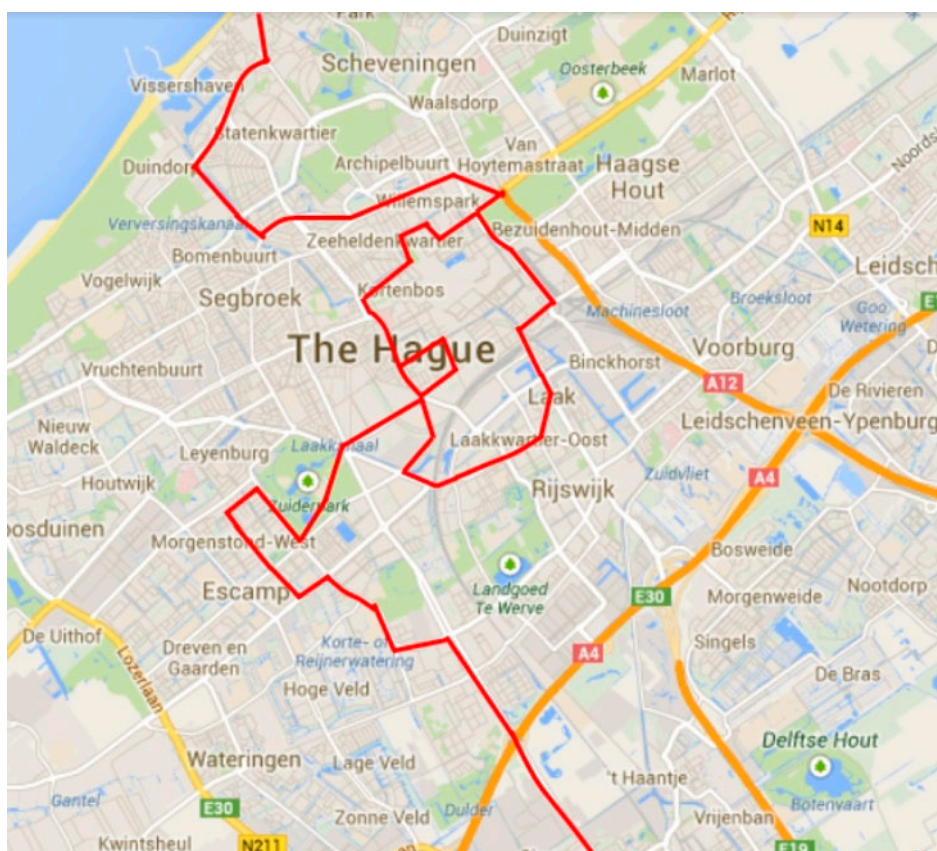 Park
Duinzigt
Scheveningen
Oosterbeek
Marlot
Vissershaven
Waalsdorp
Statenkwartier
Van
Hoytemastraat
Archipelbuurt
Haagse
Hout
Duindorp
Willemspark
N14
Verversingskanaal
Zeeheldenkwartier
Bezuidenhout-Midden
Bomenbuurt
Vogelwijk
Kortenbos
Segbroek
Machinesloot
Broeksloot
Goo
Wetering
The Hague
Binckhorst
Voorburg
Vruchtenbuurt
A12
De Rivieren
Laak
Leidschenveen-Ypenburg
Nieuw
Waldeck
Leyenburg
Laakkwartier-Oost
Zuidvliet
A4
Houtwijk
Zuiderpark
Rijswijk
Morgenstond-West
Bosweide
Escamp
Landgoed
Te Werve
E30
Morgenweide
Nootdorp
De Uithof
Lozerlaan
Dreven en
Gaarden
Korte- of
Reijnerwatering
A4
Singels
De Bras
Hoge Veld
Wateringen
Lage Veld
Delftse Hout
't Haantje
Gantel
E30
Zonne Veld
Dulder
Vrijenban
Botenvaart
Kwintsheul
N211
E19